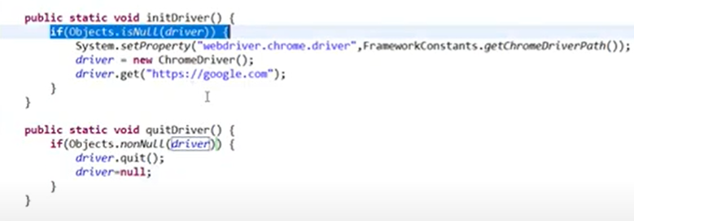 public static void initDriver() {
if(Objects.isNull(driver)) {
System.setProperty("webdriver.chrome.driver",FrameworkConstants.getChromeDriverPath());
driver = new ChromeDriver();
driver.get("https://google.com");
}
}
public static void quitDriver() {
if(Objects.nonNull(driver)) {
driver.quit();
driver=null;
}
}